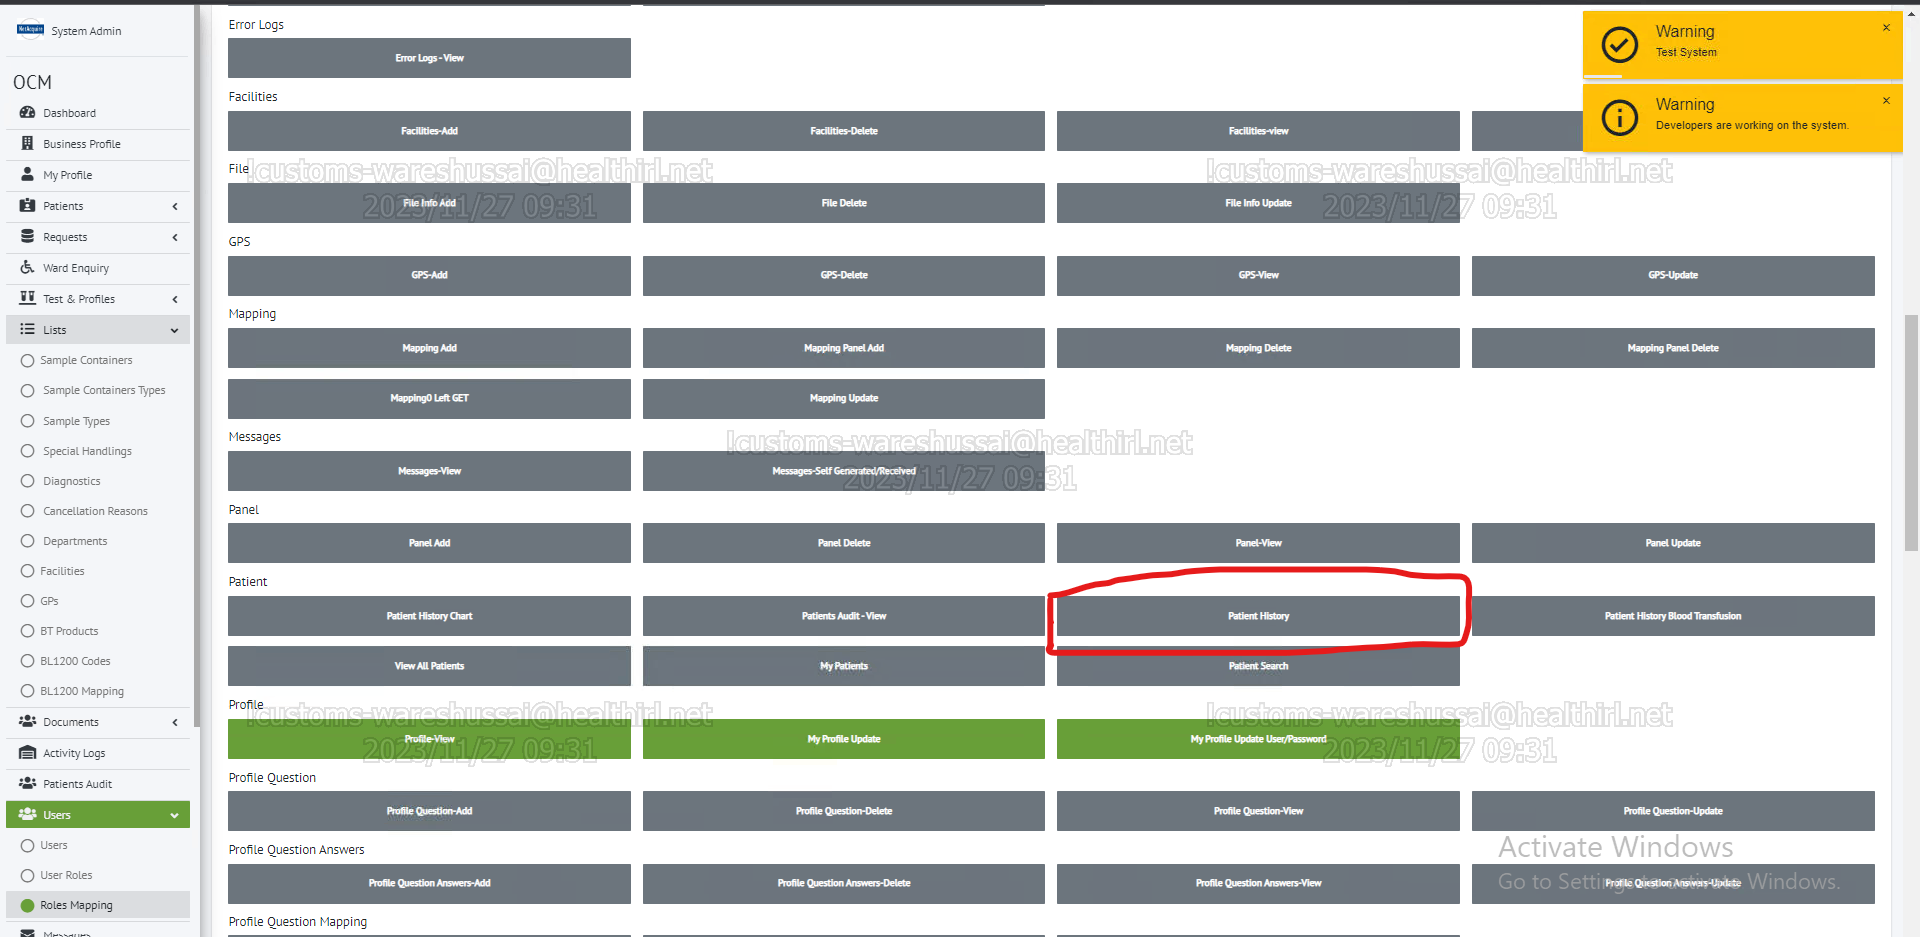 NetAcquire System Admin
OCM
Dashboard
Business Profile
My Profile
Patients
Requests
Ward Enquiry
Test & Profiles
Lists
Sample Containers
Sample Containers Types
Sample Types
Special Handlings
Diagnostics
Cancellation Reasons
Departments
Facilities
GPs
BT Products
BL1200 Codes
BL1200 Mapping
Documents
Activity Logs
Patients Audit
Users
Users
User Roles
Roles Mapping
Messages
Error Logs
Error Logs - View
Facilities
Facilities-Add Facilities-Delete Facilities-view
File
File Info Add File Delete File Info Update
GPS
GPS-Add GPS-Delete GPS-View GPS-Update
Mapping
Mapping Add Mapping Panel Add Mapping Delete Mapping Panel Delete
Mapping0 Left GET Mapping Update
Messages
Messages-View Messages-Self Generated/Received
Panel
Panel Add Panel Delete Panel-View Panel Update
Patient
Patient History Chart Patients Audit - View Patient History Patient History Blood Transfusion
View All Patients My Patients Patient Search
Profile
Profile-View My Profile Update My Profile Update User/Password
Profile Question
Profile Question-Add Profile Question-Delete Profile Question-View Profile Question-Update
Profile Question Answers
Profile Question Answers-Add Profile Question Answers-Delete Profile Question Answers-View Profile Question Answers-Update
Profile Question Mapping
Warning
Test System
Warning
Developers are working on the system.
!customs-wareshussai@healthirl.net
2023/11/27 09:31
!customs-wareshussai@healthirl.net
2023/11/27 09:31
!customs-wareshussai@healthirl.net
2023/11/27 09:31
!customs-wareshussai@healthirl.net
2023/11/27 09:31
!customs-wareshussai@healthirl.net
2023/11/27 09:31
Activate Windows
Go to Settings to activate Windows.